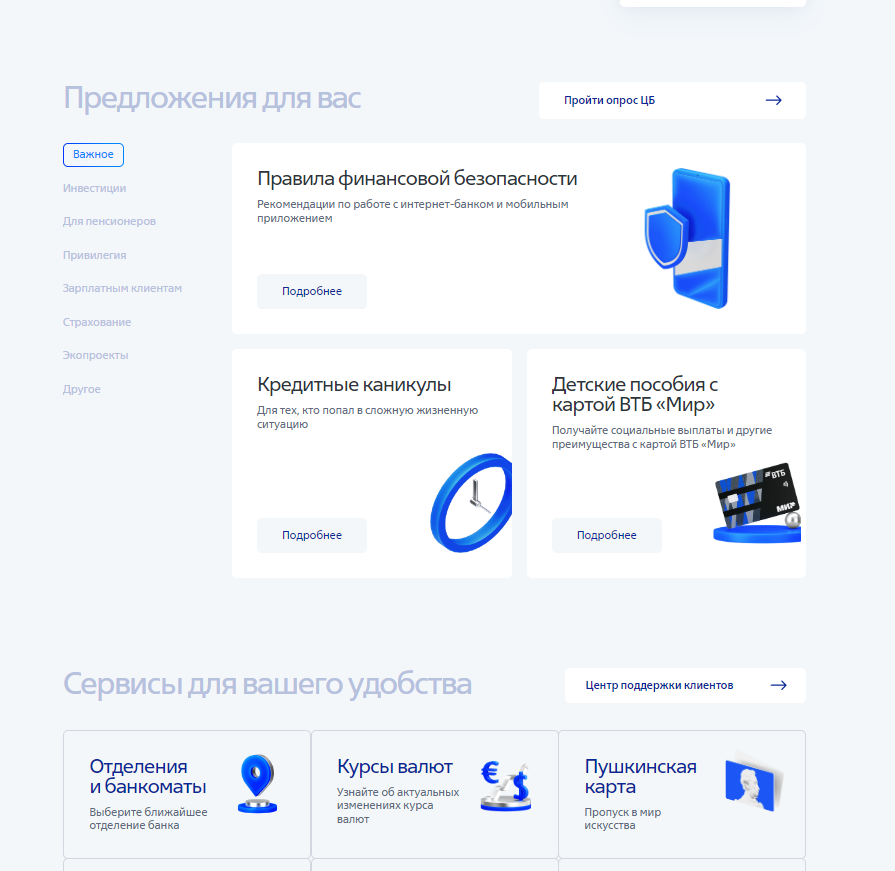 Предложения для вас
Пройти опрос ЦБ
Важное
Инвестиции
Для пенсионеров
Привилегия
Зарплатным клиентам
Страхование
Экопроекты
Другое
Правила финансовой безопасности
Рекомендации по работе с интернет-банком и мобильным
приложением
Подробнее
Кредитные каникулы
Для тех, кто попал в сложную жизненную
ситуацию
Подробнее
Детские пособия с
картой ВТБ «Мир»
Получайте социальные выплаты и другие
преимущества с картой ВТБ «Мир»
ВТБ
МИР
Подробнее
Сервисы для вашего удобства
Центр поддержки клиентов
Отделения
и банкоматы
Выберите ближайшее
отделение банка
Курсы валют
Узнайте об актуальных
изменениях курса
валют
€
$
Пушкинская
карта
Пропуск в мир
искусства